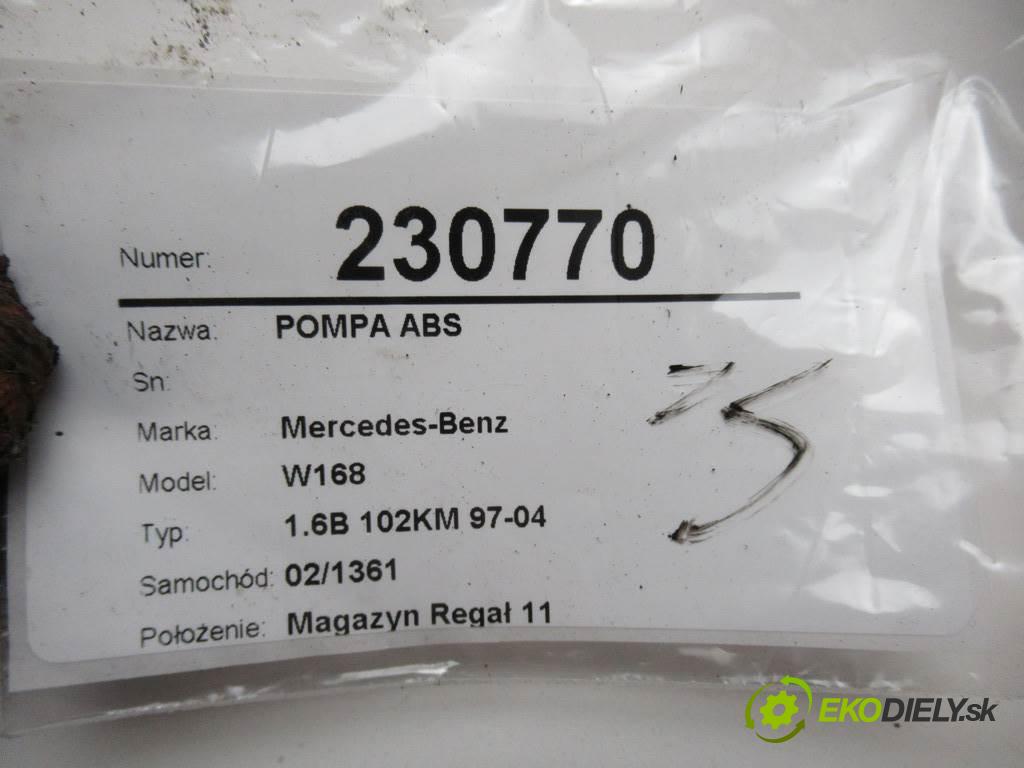 Numer: 230770
Nazwa: POMPA ABS
Sn:
Marka: Mercedes-Benz
Model: W168
Typ: 1.6B 102KM 97-04
Samochód: 02/1361
Położenie: Magazyn Regał 11
EKODIELY.sk